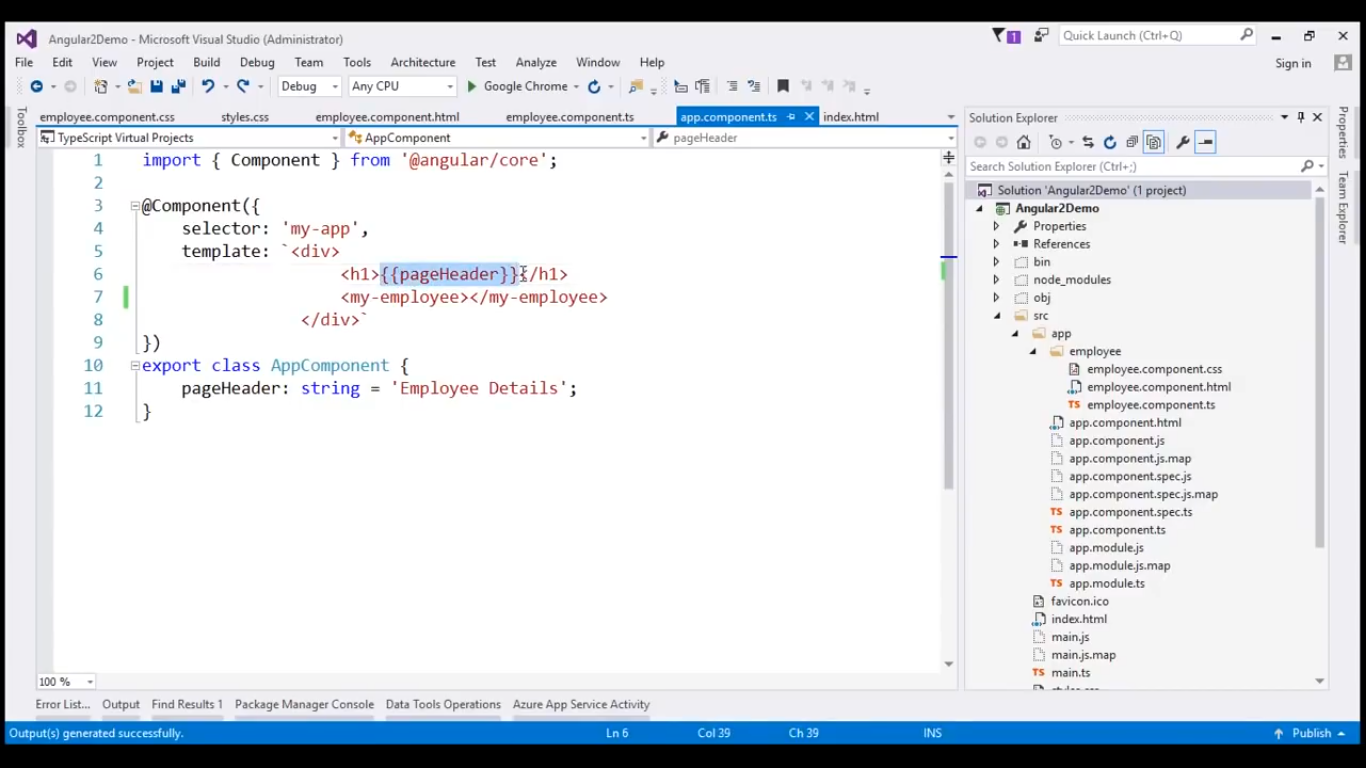 Angular2Demo - Microsoft Visual Studio (Administrator)
1
Quick Launch (Ctrl+Q)
File Edit View Project Build Debug Team Tools Architecture Test Analyze Window Help
Sign in
Debug Any CPU Google Chrome
Toolbox
employee.component.css styles.css employee.component.html employee.component.ts app.component.ts index.html
TypeScript Virtual Projects AppComponent pageHeader
1 import { Component } from '@angular/core';
2
3 @Component({
4 selector: 'my-app',
5 template: `<div>
6 <h1>{{pageHeader}}</h1>
7 <my-employee></my-employee>
8 </div>`
9 })
10 export class AppComponent {
11 pageHeader: string = 'Employee Details';
12 }
100 %
Error List... Output Find Results 1 Package Manager Console Data Tools Operations Azure App Service Activity
Solution Explorer
Search Solution Explorer (Ctrl+;)
Solution 'Angular2Demo' (1 project)
Angular2Demo
Properties
References
bin
node_modules
obj
src
app
employee
employee.component.css
employee.component.html
employee.component.ts
app.component.html
app.component.js
app.component.js.map
app.component.spec.js
app.component.spec.js.map
app.component.spec.ts
app.component.ts
app.module.js
app.module.js.map
app.module.ts
favicon.ico
index.html
main.js
main.js.map
main.ts
Properties
Team Explorer
Output(s) generated successfully. Ln 6 Col 39 Ch 39 INS Publish